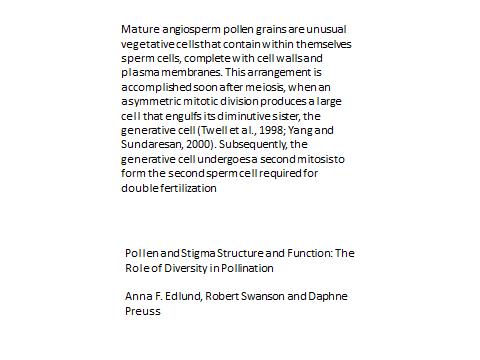 Mature angiosperm pollen grains are unusual
vegetative cells that contain within themselves
sperm cells, complete with cell walls and
plasma membranes. This arrangement is
accomplished soon after meiosis, when an
asymmetric mitotic division produces a large
cell that engulfs its diminutive sister, the
generative cell (Twell et al., 1998; Yang and
Sundaresan, 2000). Subsequently, the
generative cell undergoes a second mitosis to
form the second sperm cell required for
double fertilization
Pollen and Stigma Structure and Function: The
Role of Diversity in Pollination
Anna F. Edlund, Robert Swanson and Daphne
Preuss